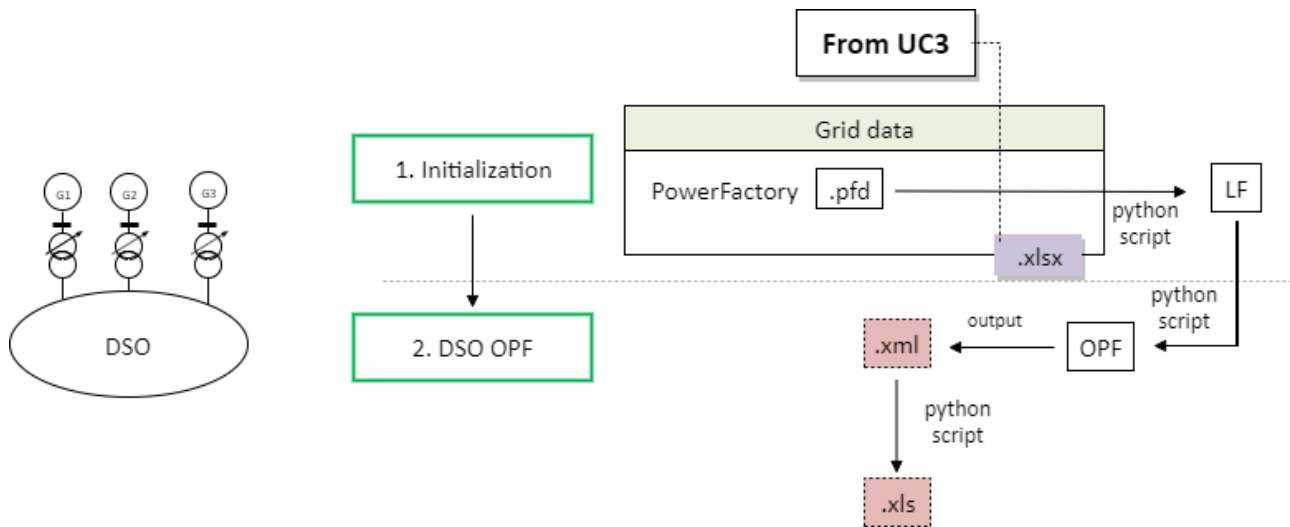 From UC3
Grid data
1. Initialization
PowerFactory .pfd
LF
python
script
G1 G2 G3
.xlsx
python
script
DSO
2. DSO OPF
.xml
output
OPF
python
script
.xls